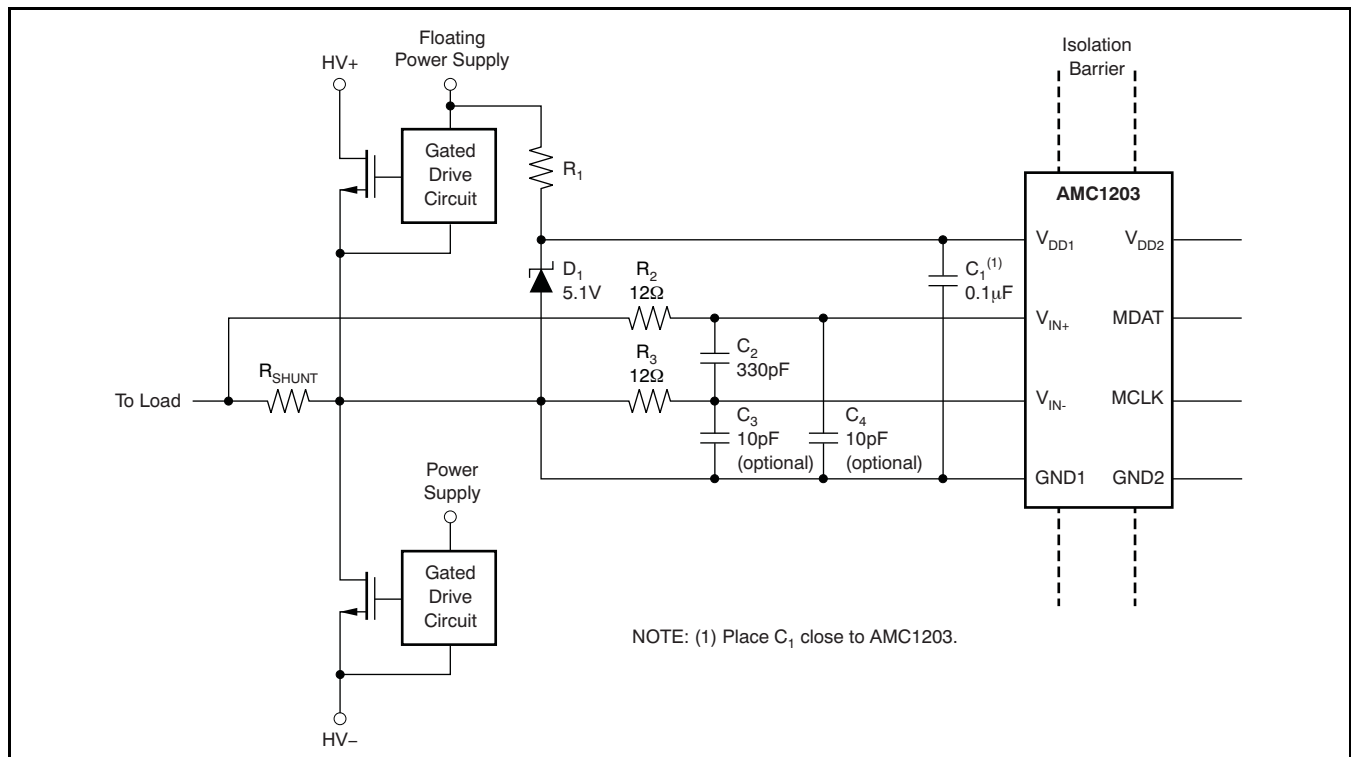 Floating
Power Supply
HV+
Isolation
Barrier
Gated
Drive
Circuit
R1
AMC1203
VDD1
VDD2
D1
5.1V
C1(1)
0.1μF
R2
12Ω
VIN+
MDAT
C2
330pF
R3
12Ω
RSHUNT
To Load
VIN-
MCLK
C3
10pF
(optional)
C4
10pF
(optional)
GND1
GND2
Power
Supply
Gated
Drive
Circuit
NOTE: (1) Place C1 close to AMC1203.
HV−